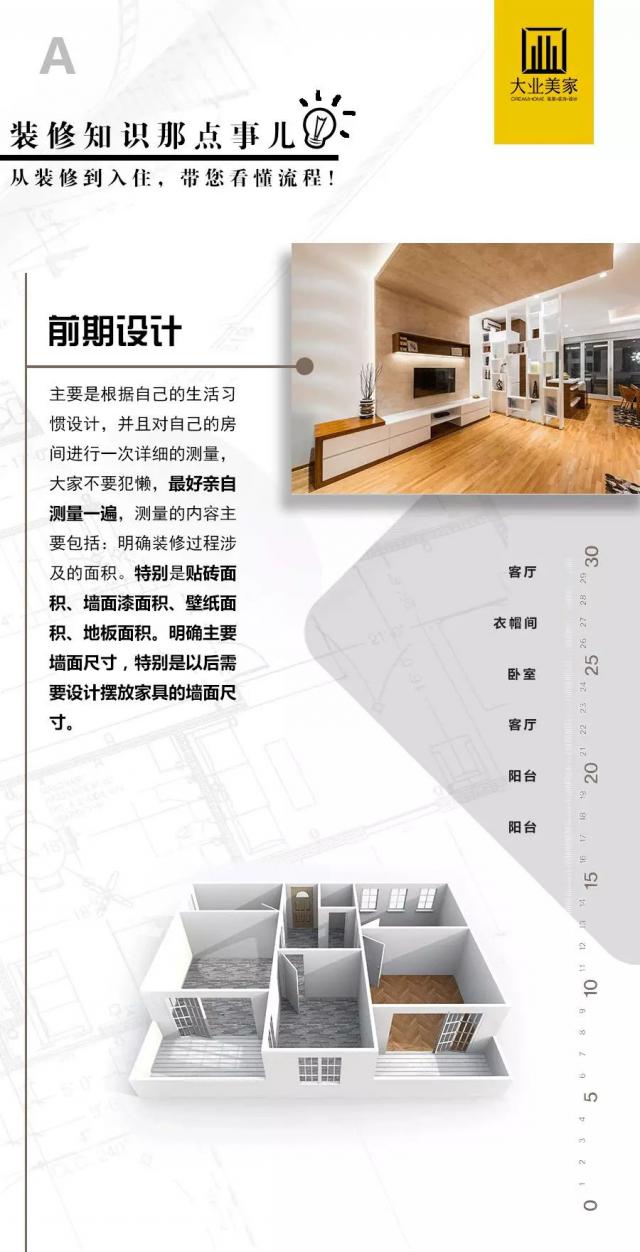 A
大业美家
DREAMHOME
装修知识那点事儿
从装修到入住，带您看懂流程！
前期设计
主要是根据自己的生活习
惯设计，并且对自己的房
间进行一次详细的测量，
大家不要犯懒，最好亲自
测量一遍，测量的内容主
要包括：明确装修过程涉
及的面积。特别是贴砖面
积、墙面漆面积、壁纸面
积、地板面积。明确主要
墙面尺寸，特别是以后需
要设计摆放家具的墙面尺
寸。
客厅
衣帽间
卧室
客厅
阳台
阳台
30
29
28
27
26
25
24
23
22
21
20
19
18
17
16
15
14
13
12
11
10
9
8
7
6
5
4
3
2
1
0